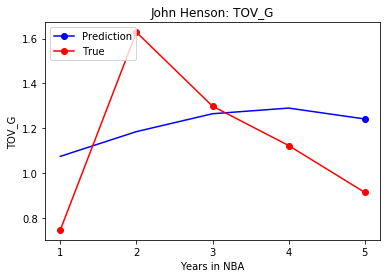 John Henson: TOV_G
Prediction
True
1.6
1.4
1.2
1.0
0.8
TOV_G
1 2 3 4 5
Years in NBA